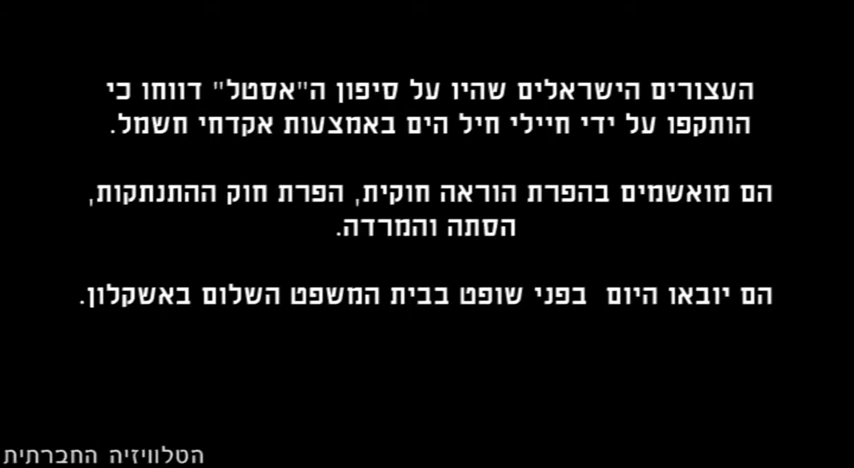 העצורים הישראלים שהיו על סיפון ה"אסטל" דווחו כי
הותקפו על ידי חיילי חיל הים באמצעות אקדחי חשמל.
הם מואשמים בהפרת הוראה חוקית, הפרת חוק ההתנתקות,
הסתה והמרדה.
הם יובאו היום בפני שופט בבית המשפט השלום באשקלון.
הטלוויזיה החברתית